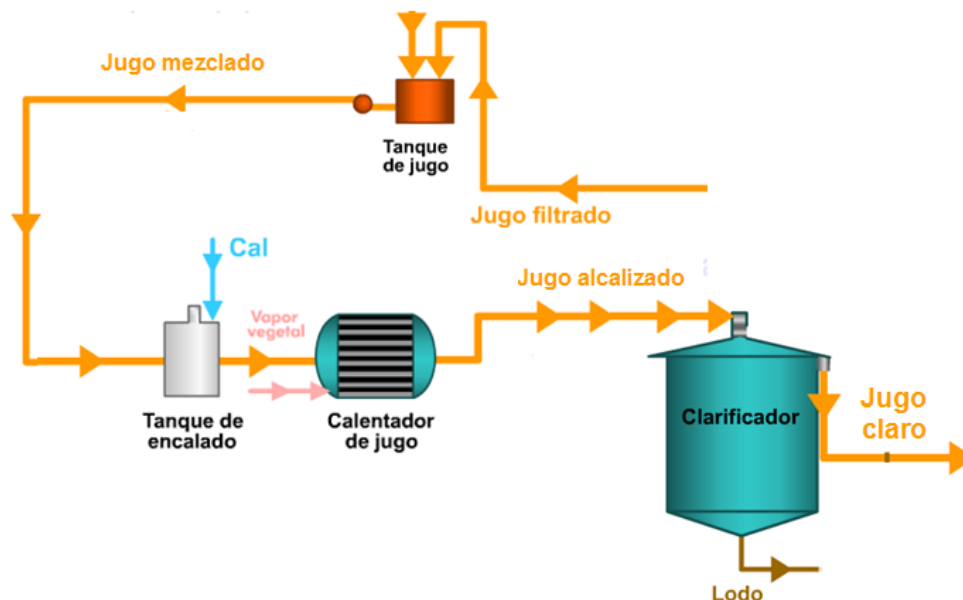 Jugo mezclado
Tanque
de jugo
Jugo filtrado
Cal
Jugo alcalizado
Vapor
vegetal
Tanque de
encalado
Calentador
de jugo
Clarificador
Jugo
claro
Lodo